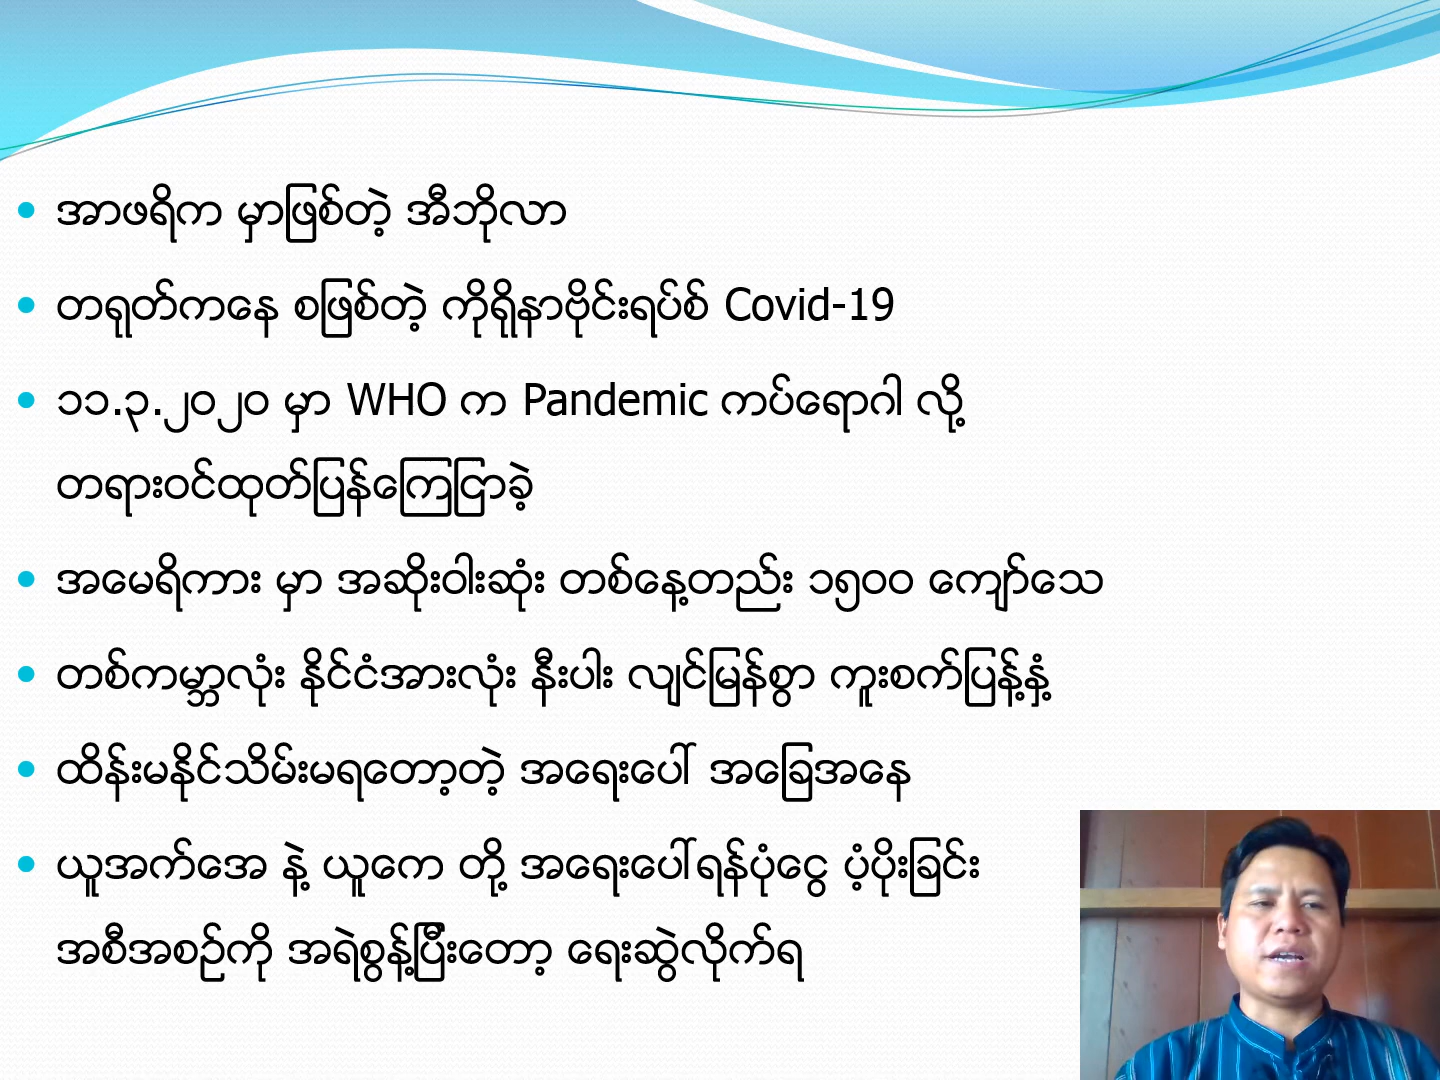 အာဖရိက မှာဖြစ်တဲ့ အီဘိုလာ
တရုတ်ကနေ စဖြစ်တဲ့ ကိုရိုနာဗိုင်းရပ်စ် Covid-19
၁၁.၃.၂၀၂၀ မှာ WHO က Pandemic ကပ်ရောဂါ လို့
တရားဝင်ထုတ်ပြန်ကြေငြာခဲ့
အမေရိကား မှာ အဆိုးဝါးဆုံး တစ်နေ့တည်း ၁၅၀၀ ကျော်သေ
တစ်ကမ္ဘာလုံး နိုင်ငံအားလုံး နီးပါး လျင်မြန်စွာ ကူးစက်ပြန့်နှံ့
ထိန်းမနိုင်သိမ်းမရတော့တဲ့ အရေးပေါ် အခြေအနေ
ယူအက်အေ နဲ့ ယူကေ တို့ အရေးပေါ်ရန်ပုံငွေ ပံ့ပိုးခြင်း
အစီအစဉ်ကို အရဲစွန့်ပြီးတော့ ရေးဆွဲလိုက်ရ